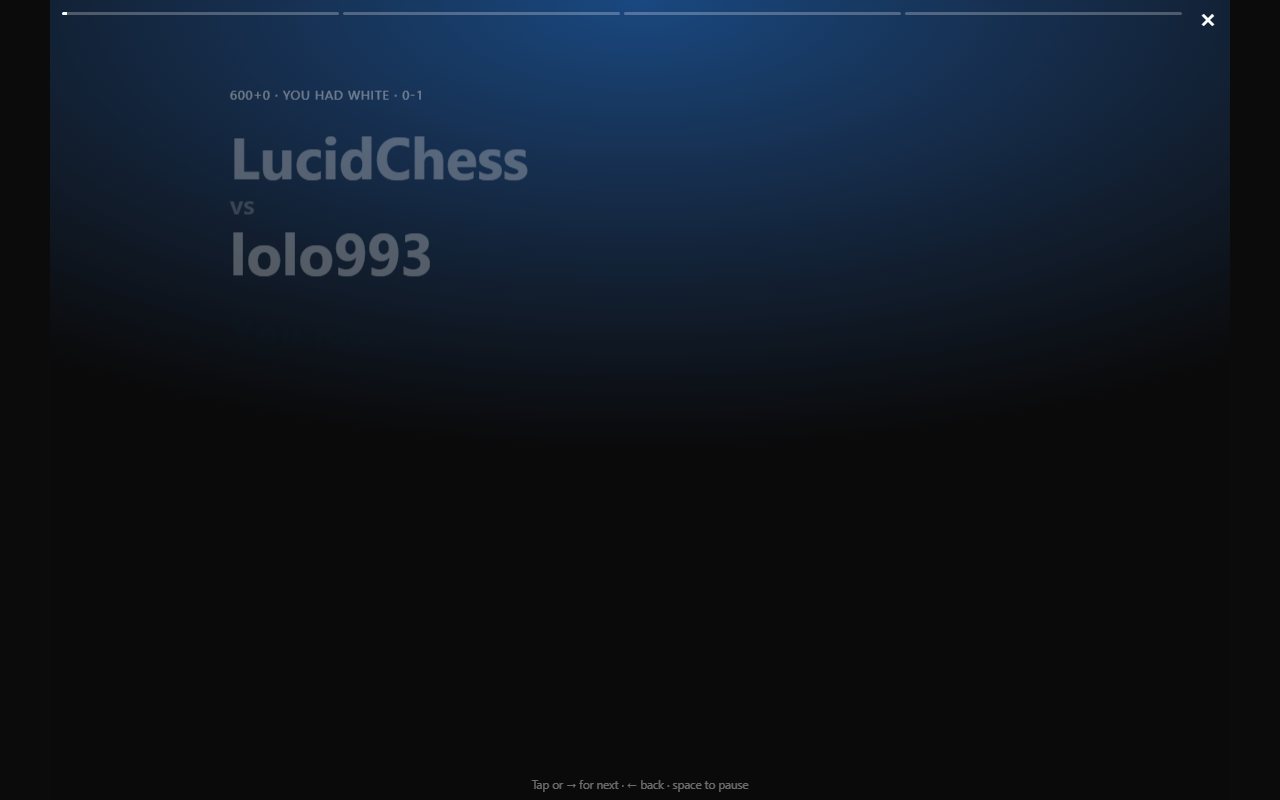 600+0 · YOU HAD WHITE · 0-1
LucidChess
vs
lolo993
Tap or → for next · ← back · space to pause